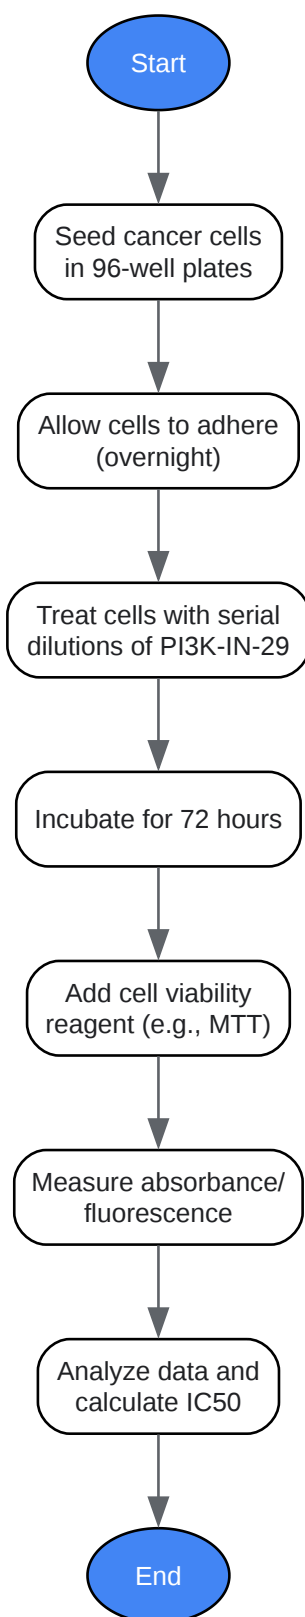 Start
Seed cancer cells
in 96-well plates
Allow cells to adhere
(overnight)
Treat cells with serial
dilutions of PI3K-IN-29
Incubate for 72 hours
Add cell viability
reagent (e.g., MTT)
Measure absorbance/
fluorescence
Analyze data and
calculate IC50
End